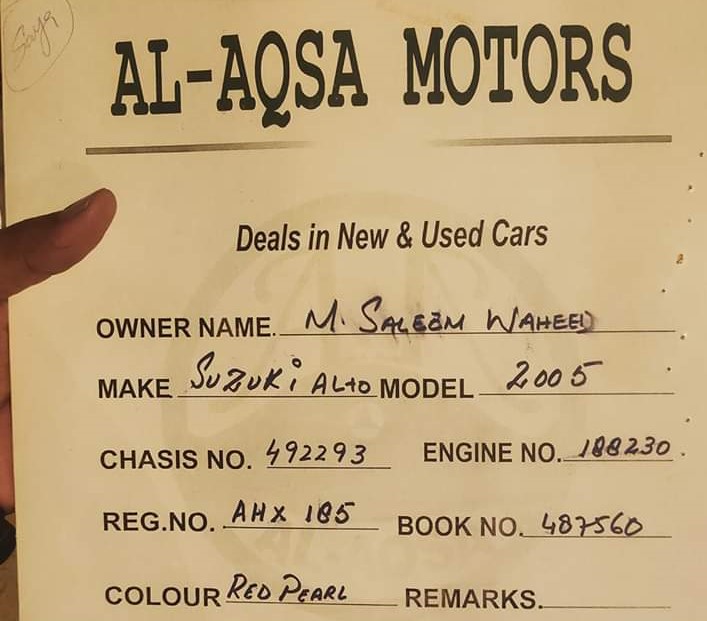 AL-AQSA MOTORS
Deals in New & Used Cars
OWNER NAME. M. SALEEM WAHEED
MAKE SUZUKi ALto MODEL 2005
CHASIS NO. 492293 ENGINE NO. 188230
REG.NO. AHX 185 BOOK NO. 487560
COLOUR RED PEARL REMARKS.